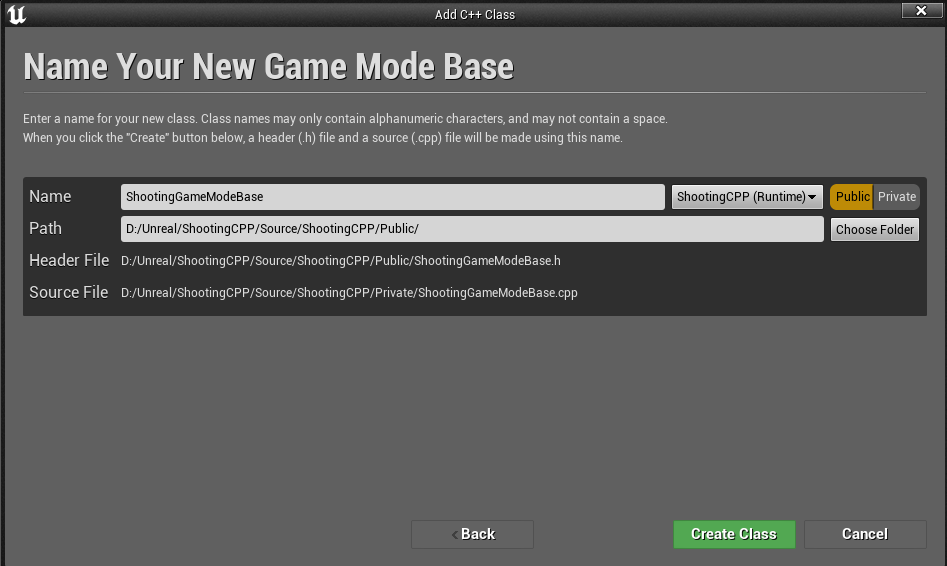 Add C++ Class
Name Your New Game Mode Base
Enter a name for your new class. Class names may only contain alphanumeric characters, and may not contain a space.
When you click the "Create" button below, a header (.h) file and a source (.cpp) file will be made using this name.
Name ShootingGameModeBase ShootingCPP (Runtime) Public Private
Path D:/Unreal/ShootingCPP/Source/ShootingCPP/Public/ Choose Folder
Header File D:/Unreal/ShootingCPP/Source/ShootingCPP/Public/ShootingGameModeBase.h
Source File D:/Unreal/ShootingCPP/Source/ShootingCPP/Private/ShootingGameModeBase.cpp
Back Create Class Cancel